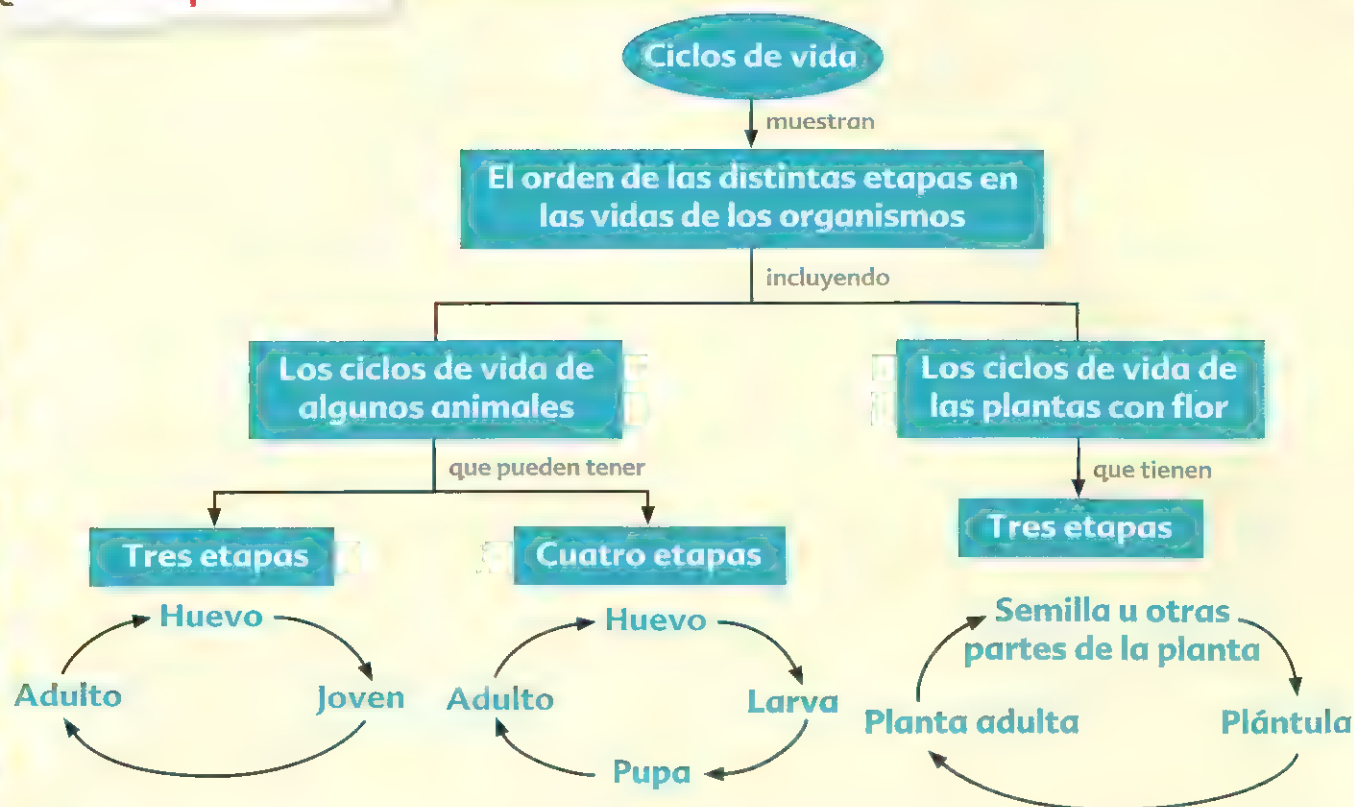 Ciclos de vida
muestran
El orden de las distintas etapas en
las vidas de los organismos
incluyendo
Los ciclos de vida de
algunos animales
que pueden tener
Tres etapas
Huevo
Joven
Adulto
Cuatro etapas
Huevo
Larva
Pupa
Adulto
Los ciclos de vida de
las plantas con flor
que tienen
Tres etapas
Semilla u otras
partes de la planta
Plántula
Planta adulta